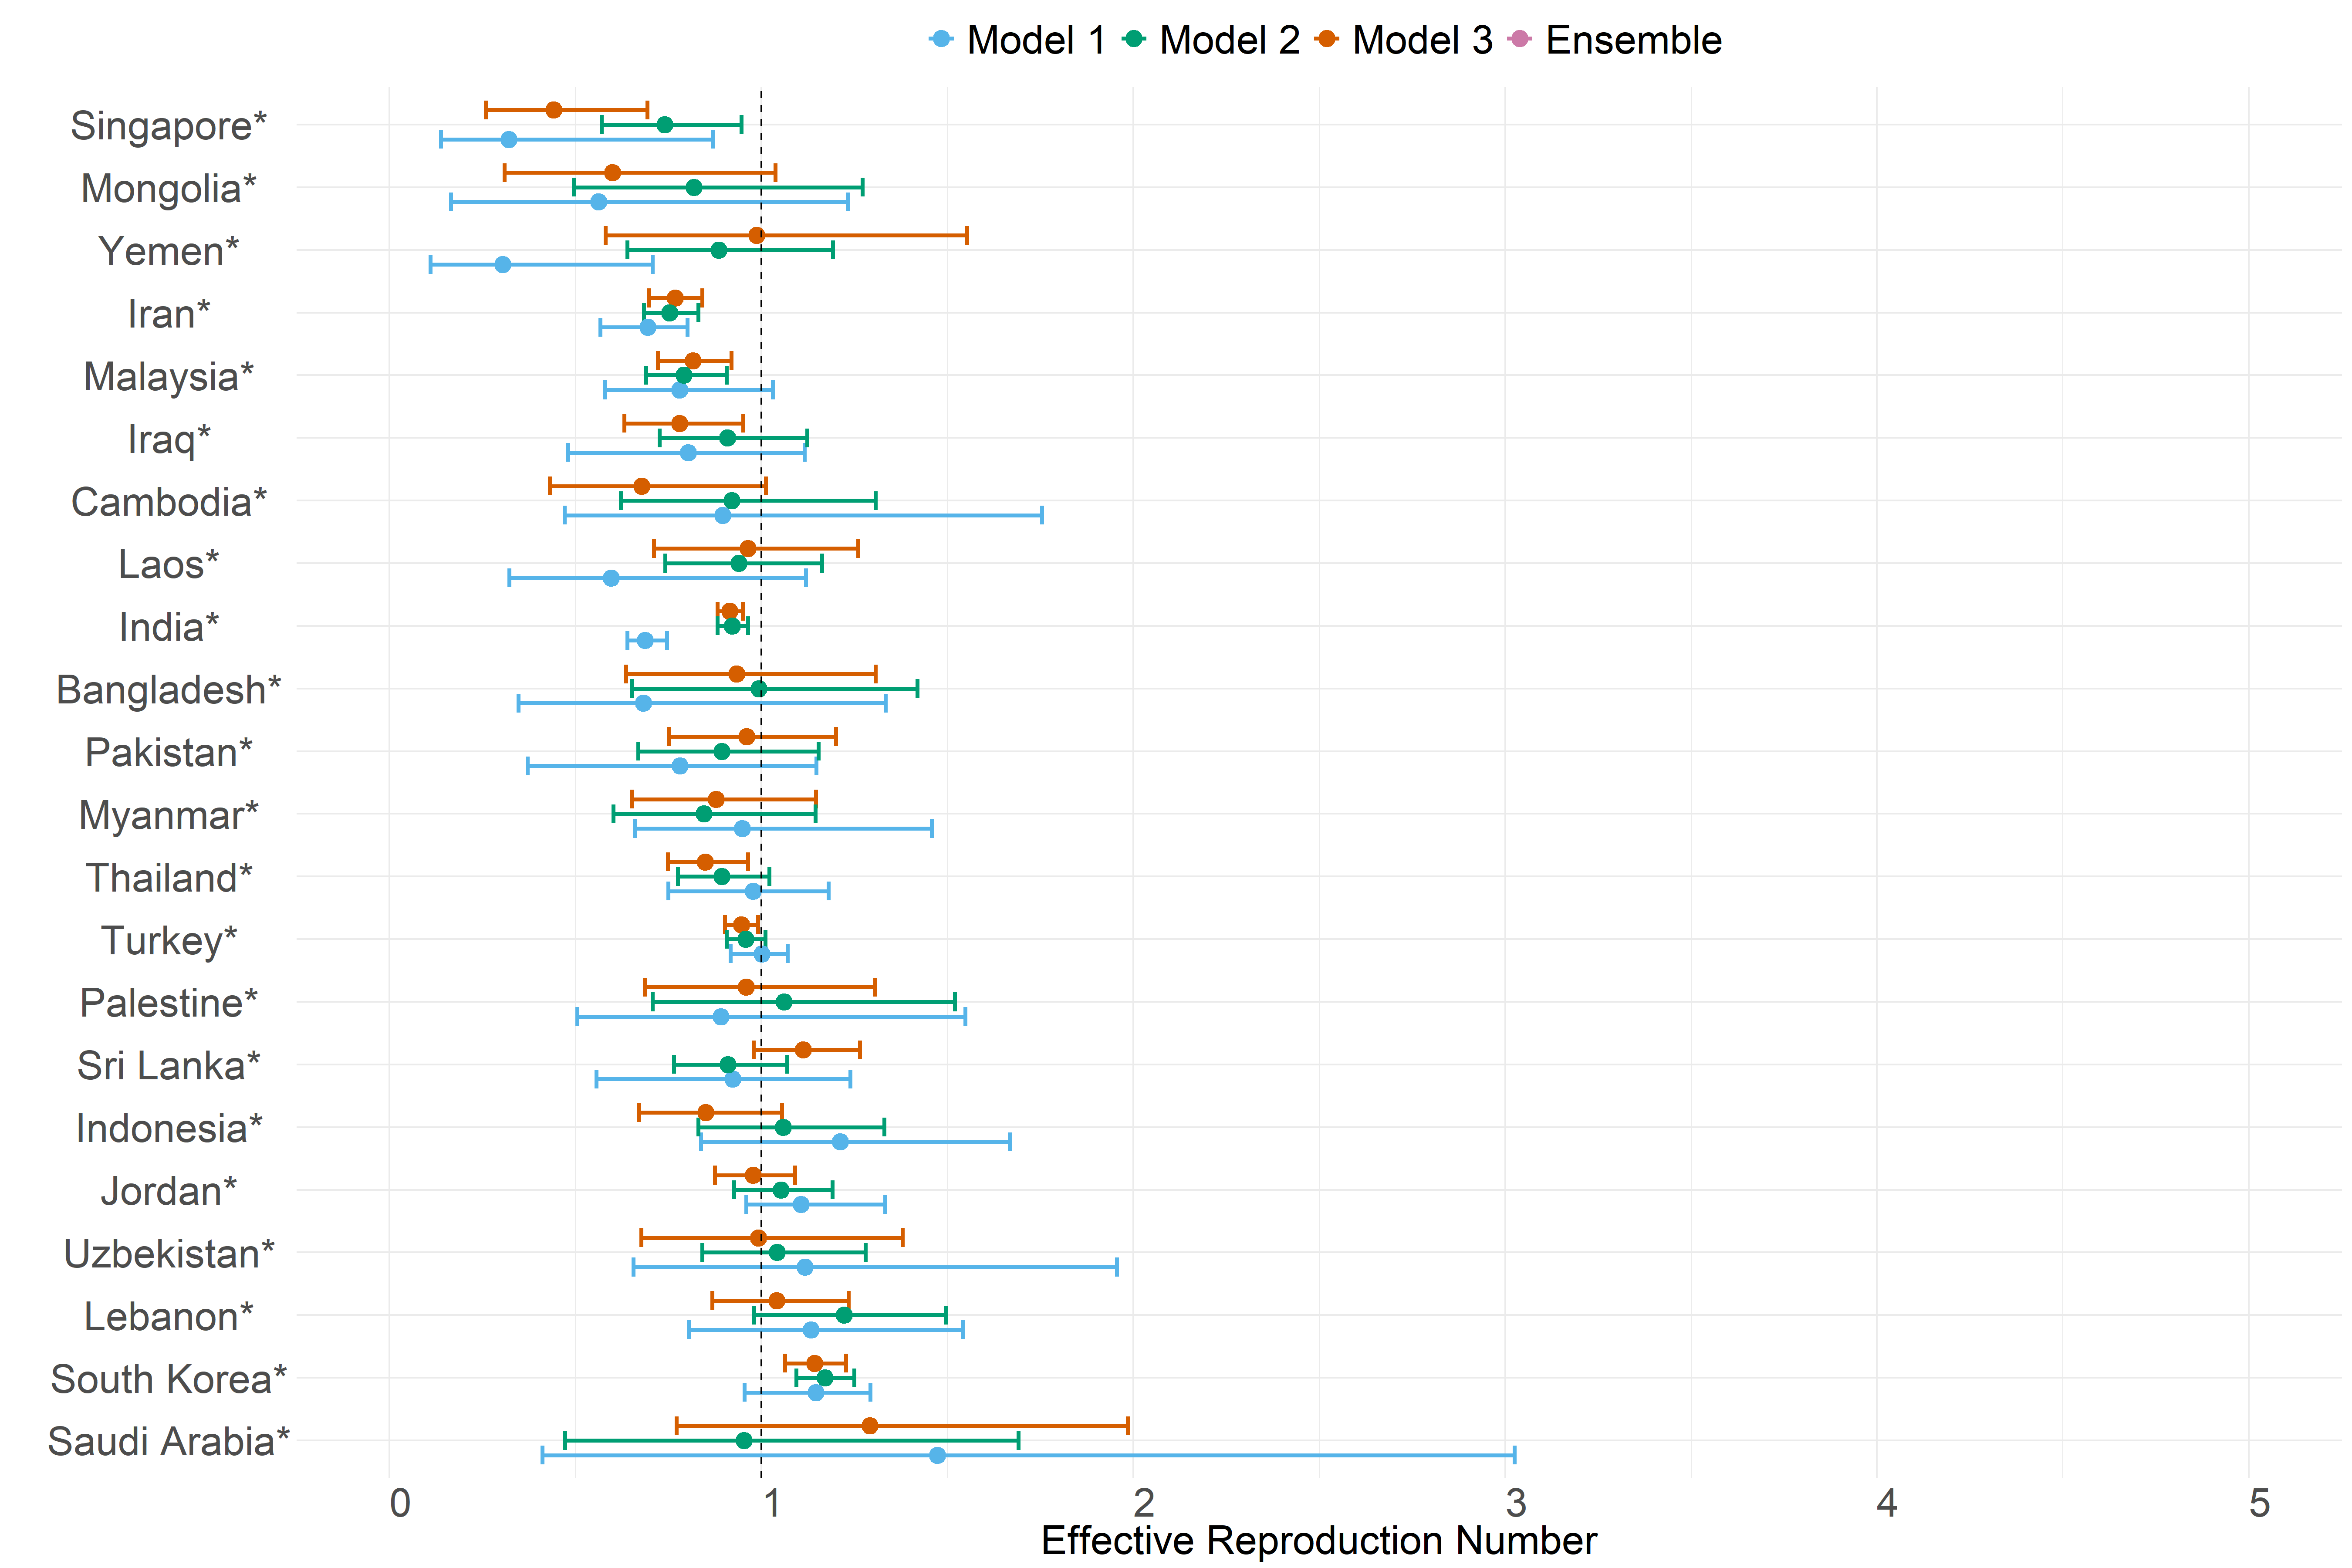 Model 1 Model 2 Model 3 Ensemble
Singapore*
Mongolia*
Yemen*
Iran*
Malaysia*
Iraq*
Cambodia*
Laos*
India*
Bangladesh*
Pakistan*
Myanmar*
Thailand*
Turkey*
Palestine*
Sri Lanka*
Indonesia*
Jordan*
Uzbekistan*
Lebanon*
South Korea*
Saudi Arabia*
0 1 2 3 4 5
Effective Reproduction Number